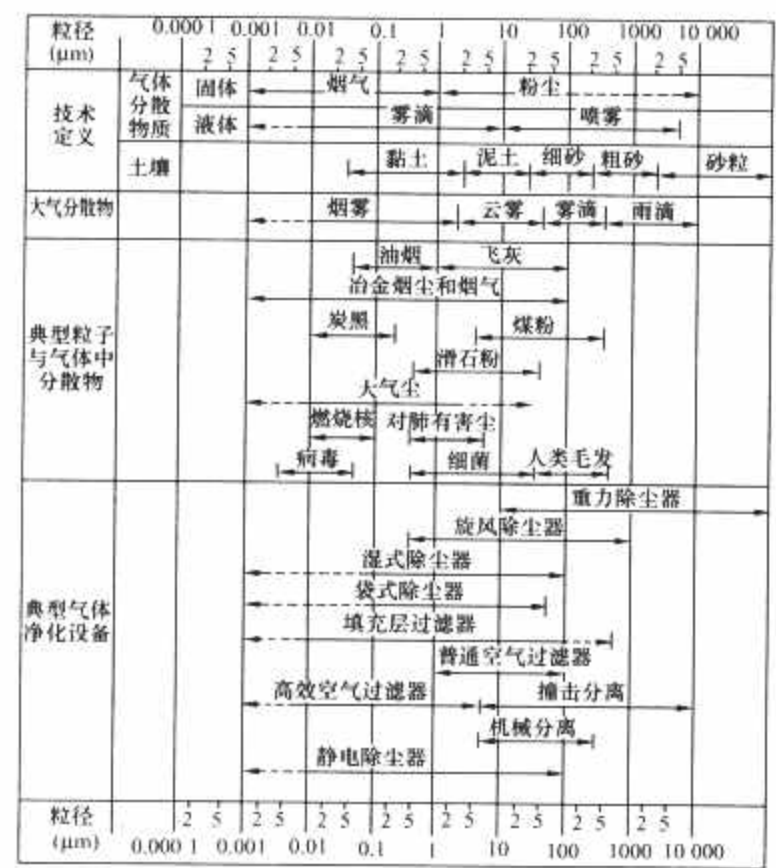 粒径 0.000 1 0.001 0.01 0.1 1 10 100 1000 10 000
(μm) 2 5 2 5 2 5 2 5 2 5 2 5 2 5 2 5
技术
定义
气体
分散
物质
固体 烟气 粉尘
液体 雾滴 喷雾
土壤 黏土 泥土 细砂 粗砂 砂粒
大气分散物 烟雾 云雾 雾滴 雨滴
典型粒子
与气体中
分散物
油烟 飞灰
冶金烟尘和烟气
炭黑 煤粉
滑石粉
大气尘
燃烧核 对肺有害尘
病毒 细菌 人类毛发
典型气体
净化设备
重力除尘器
旋风除尘器
湿式除尘器
袋式除尘器
填充层过滤器
普通空气过滤器
高效空气过滤器 撞击分离
机械分离
静电除尘器
粒径 2 5 2 5 2 5 2 5 2 5 2 5 2 5 2 5
(μm) 0.000 1 0.001 0.01 0.1 1 10 100 1000 10 000